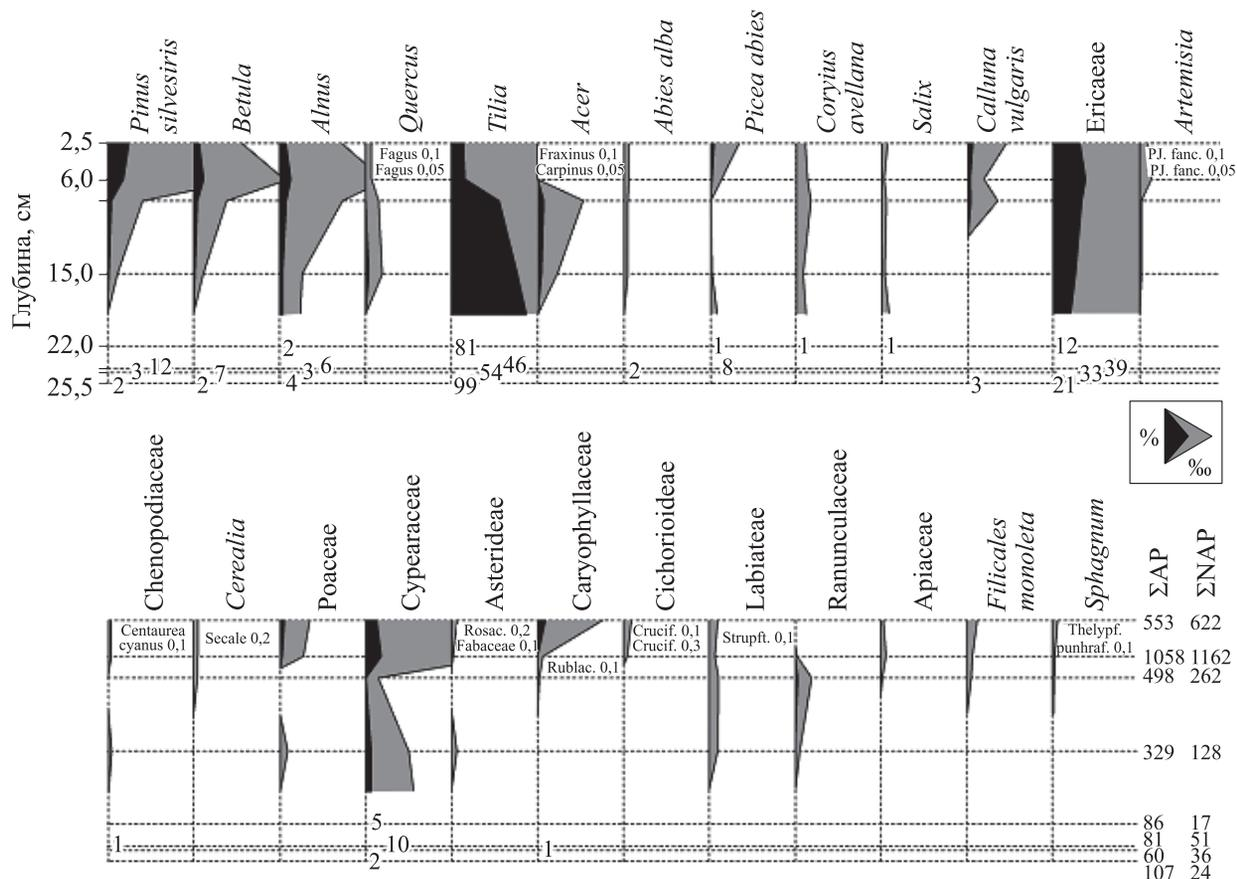 Pinus
silvesiris
Betula
Alnus
Quercus
Tilia
Acer
Abies alba
Picea abies
Coryius
avellana
Salix
Calluna
vulgaris
Ericaeae
Artemisia
Глубина, см
2,5
6,0
15,0
22,0
25,5
Fagus 0,1
Fagus 0,05
Fraxinus 0,1
Carpinus 0,05
PJ. fanc. 0,1
PJ. fanc. 0,05
2 81 1 1 1 12
3 12 7 3 6 54 46 2 8 33 39
2 2 4 99 3 21
%
‰
Chenopodiaceae
Cerealia
Poaceae
Cypearaceae
Asterideae
Caryophyllaceae
Cichorioideae
Labiateae
Ranunculaceae
Apiaceae
Filicales
monoleta
Sphagnum
ΣAP
ΣNAP
Centaurea
cyanus 0,1
Secale 0,2
Rosac. 0,2
Fabaceae 0,1
Rublac. 0,1
Crucif. 0,1
Crucif. 0,3
Strupft. 0,1
Thelypf.
punhraf. 0,1
553 622
1058 1162
498 262
329 128
5 86 17
1 10 1 81 51
2 60 36
107 24